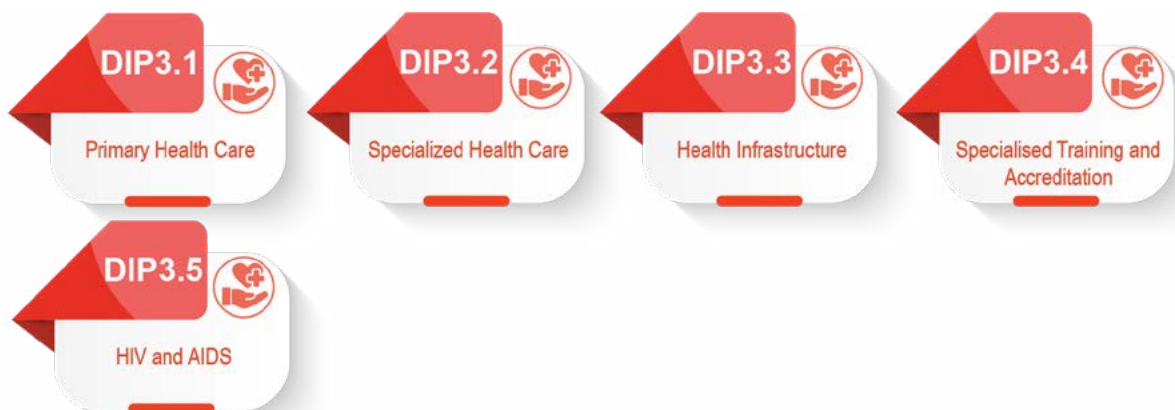 DIP3.1
Primary Health Care
DIP3.2
Specialized Health Care
DIP3.3
Health Infrastructure
DIP3.4
Specialised Training and
Accreditation
DIP3.5
HIV and AIDS